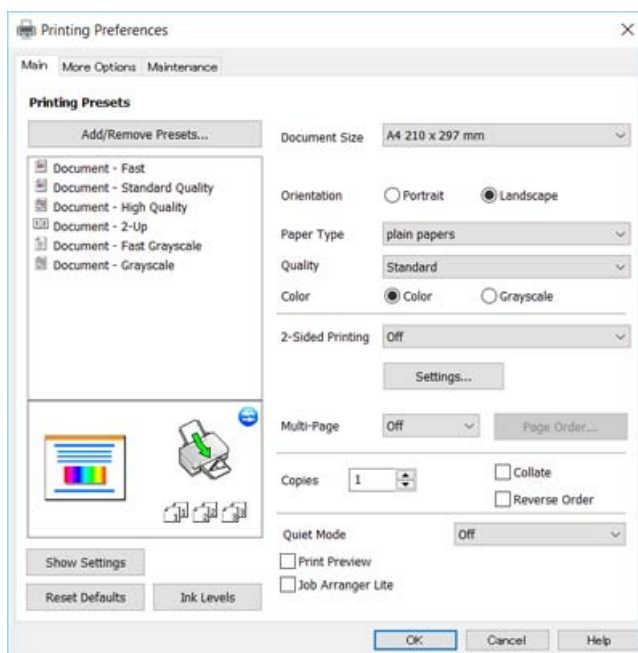 Printing Preferences
Main More Options Maintenance
Printing Presets
Add/Remove Presets...
Document - Fast
Document - Standard Quality
Document - High Quality
Document - 2-Up
Document - Fast Grayscale
Document - Grayscale
Show Settings
Reset Defaults Ink Levels
Document Size A4 210 x 297 mm
Orientation Portrait Landscape
Paper Type plain papers
Quality Standard
Color Color Grayscale
2-Sided Printing Off
Settings...
Multi-Page Off Page Order...
Copies 1 Collate
Reverse Order
Quiet Mode Off
Print Preview
Job Arranger Lite
OK Cancel Help